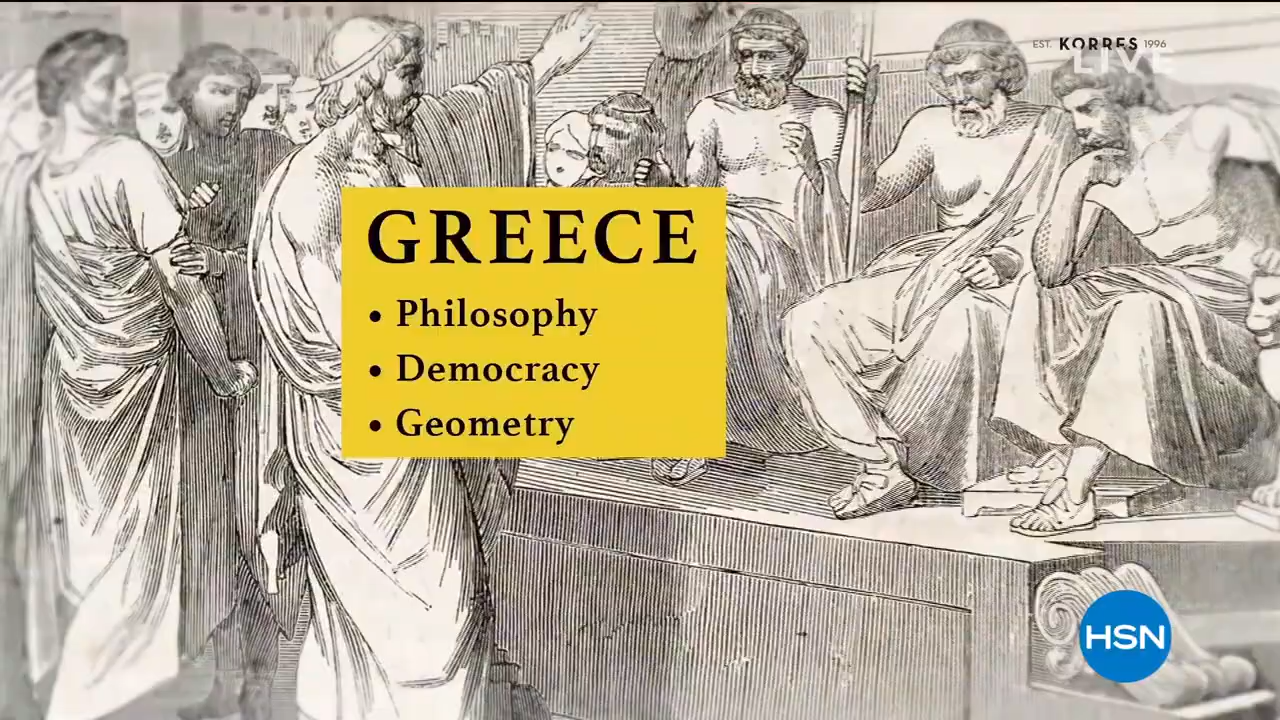 EST. KORRES 1996
LIVE
GREECE
• Philosophy
• Democracy
• Geometry
HSN